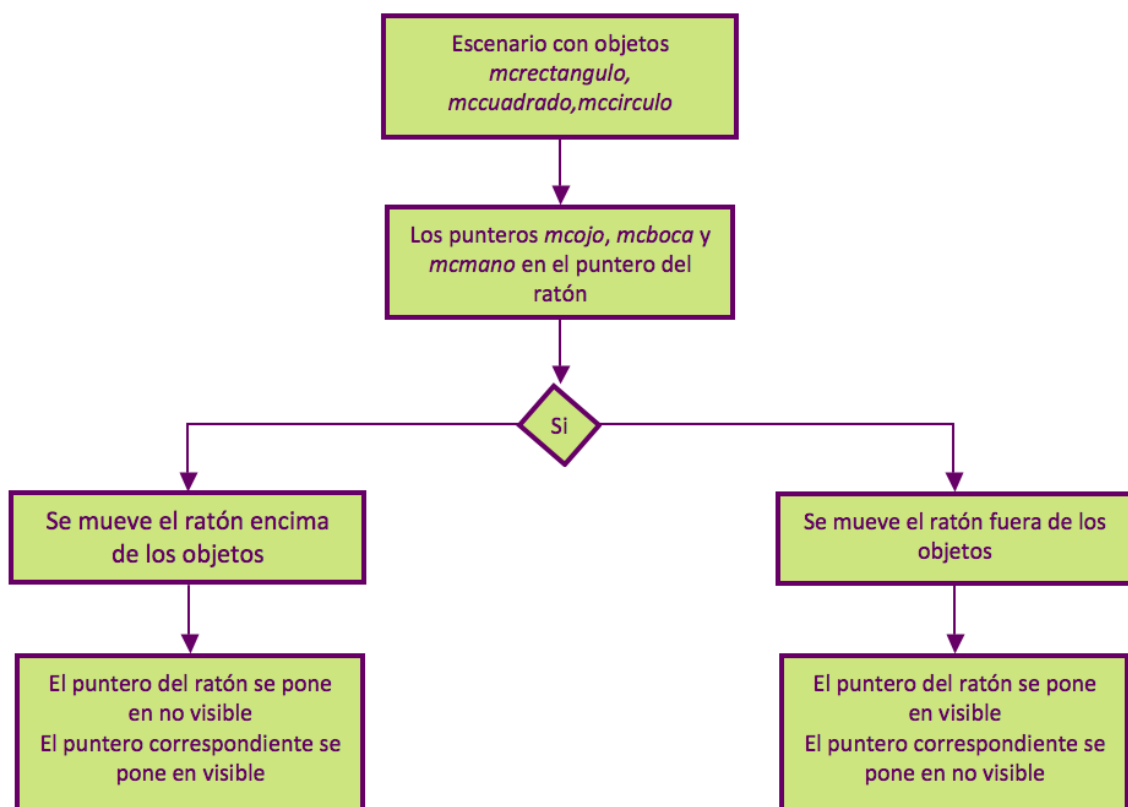 Escenario con objetos
mcrectangulo,
mccuadrado,mccirculo
Los punteros mcojo, mcboca y
mcmano en el puntero del
ratón
Si
Se mueve el ratón encima
de los objetos
Se mueve el ratón fuera de los
objetos
El puntero del ratón se pone
en no visible
El puntero correspondiente se
pone en visible
El puntero del ratón se pone
en visible
El puntero correspondiente se
pone en no visible